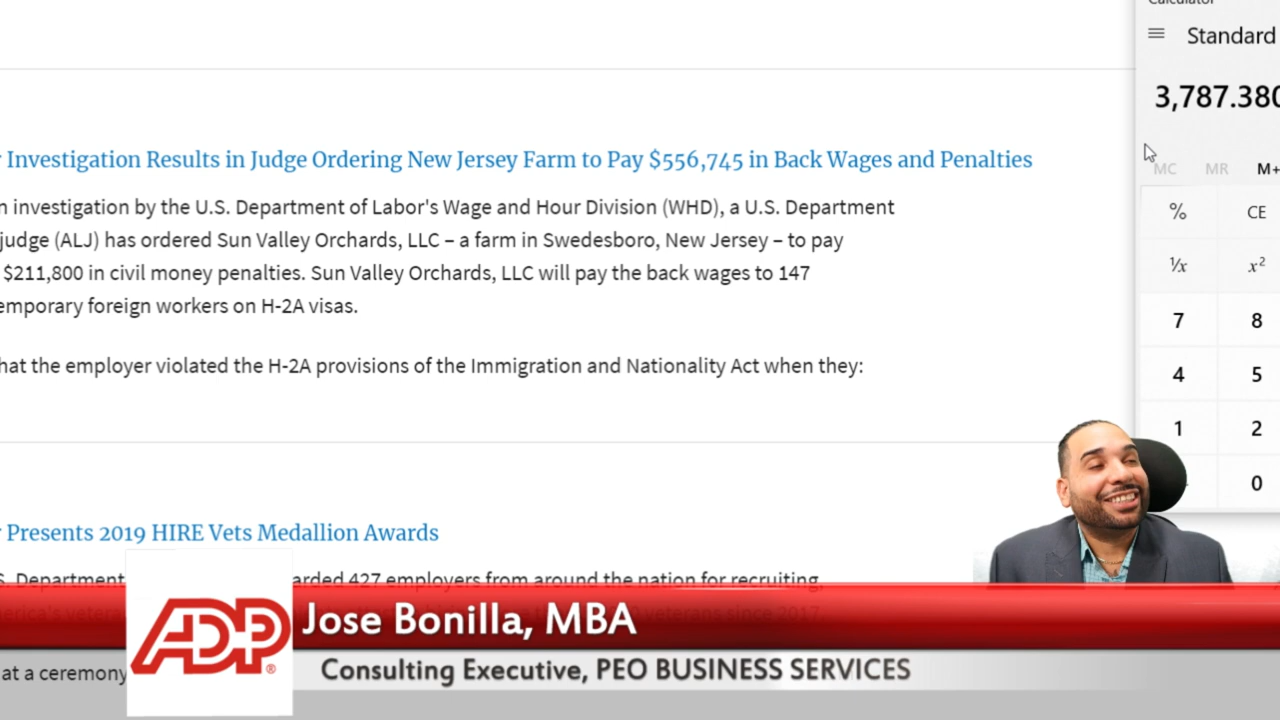 Calculator
Standard
3,787.380
Investigation Results in Judge Ordering New Jersey Farm to Pay $556,745 in Back Wages and Penalties
n investigation by the U.S. Department of Labor's Wage and Hour Division (WHD), a U.S. Department
judge (ALJ) has ordered Sun Valley Orchards, LLC – a farm in Swedesboro, New Jersey – to pay
$211,800 in civil money penalties. Sun Valley Orchards, LLC will pay the back wages to 147
emporary foreign workers on H-2A visas.
hat the employer violated the H-2A provisions of the Immigration and Nationality Act when they:
MC MR M+
% CE
¹/x x²
7 8
4 5
1 2
0
Presents 2019 HIRE Vets Medallion Awards
S. Department arded 427 employers from around the nation for recruiting,
erica's vetera veterans since 2017,
at a ceremony
ADP®
Jose Bonilla, MBA
Consulting Executive, PEO BUSINESS SERVICES